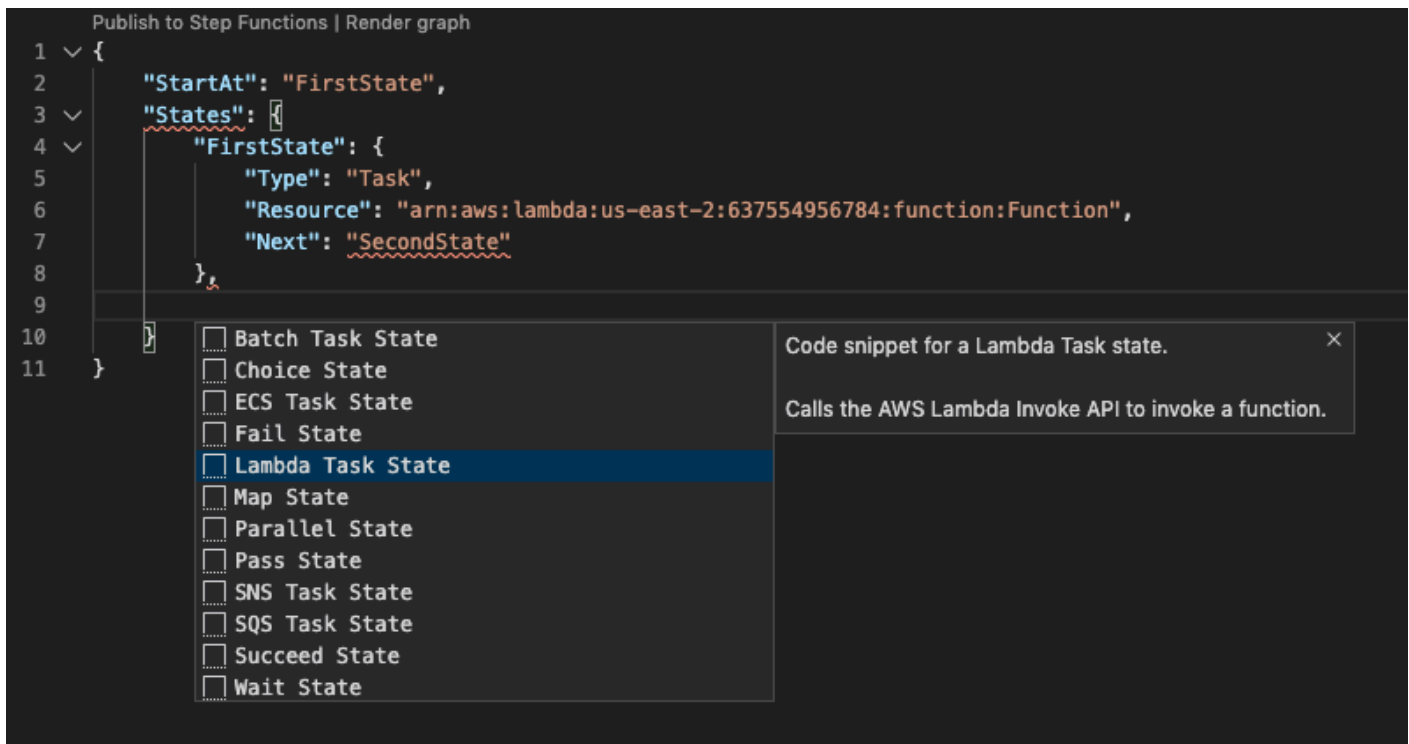 Publish to Step Functions | Render graph
1 {
2 "StartAt": "FirstState",
3 "States": {
4 "FirstState": {
5 "Type": "Task",
6 "Resource": "arn:aws:lambda:us-east-2:637554956784:function:Function",
7 "Next": "SecondState"
8 },
9
10 }
11 }
Batch Task State
Choice State
ECS Task State
Fail State
Lambda Task State
Map State
Parallel State
Pass State
SNS Task State
SQS Task State
Succeed State
Wait State
Code snippet for a Lambda Task state.
Calls the AWS Lambda Invoke API to invoke a function.